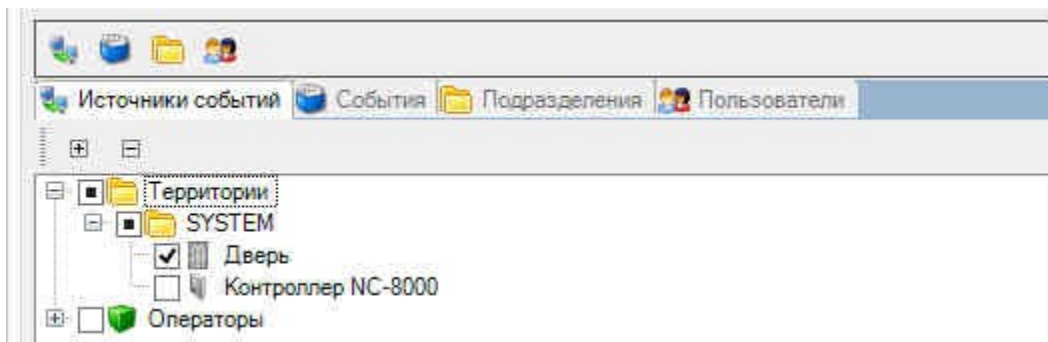 Источники событий События Подразделения Пользователи
Территории
SYSTEM
Дверь
Контроллер NC-8000
Операторы